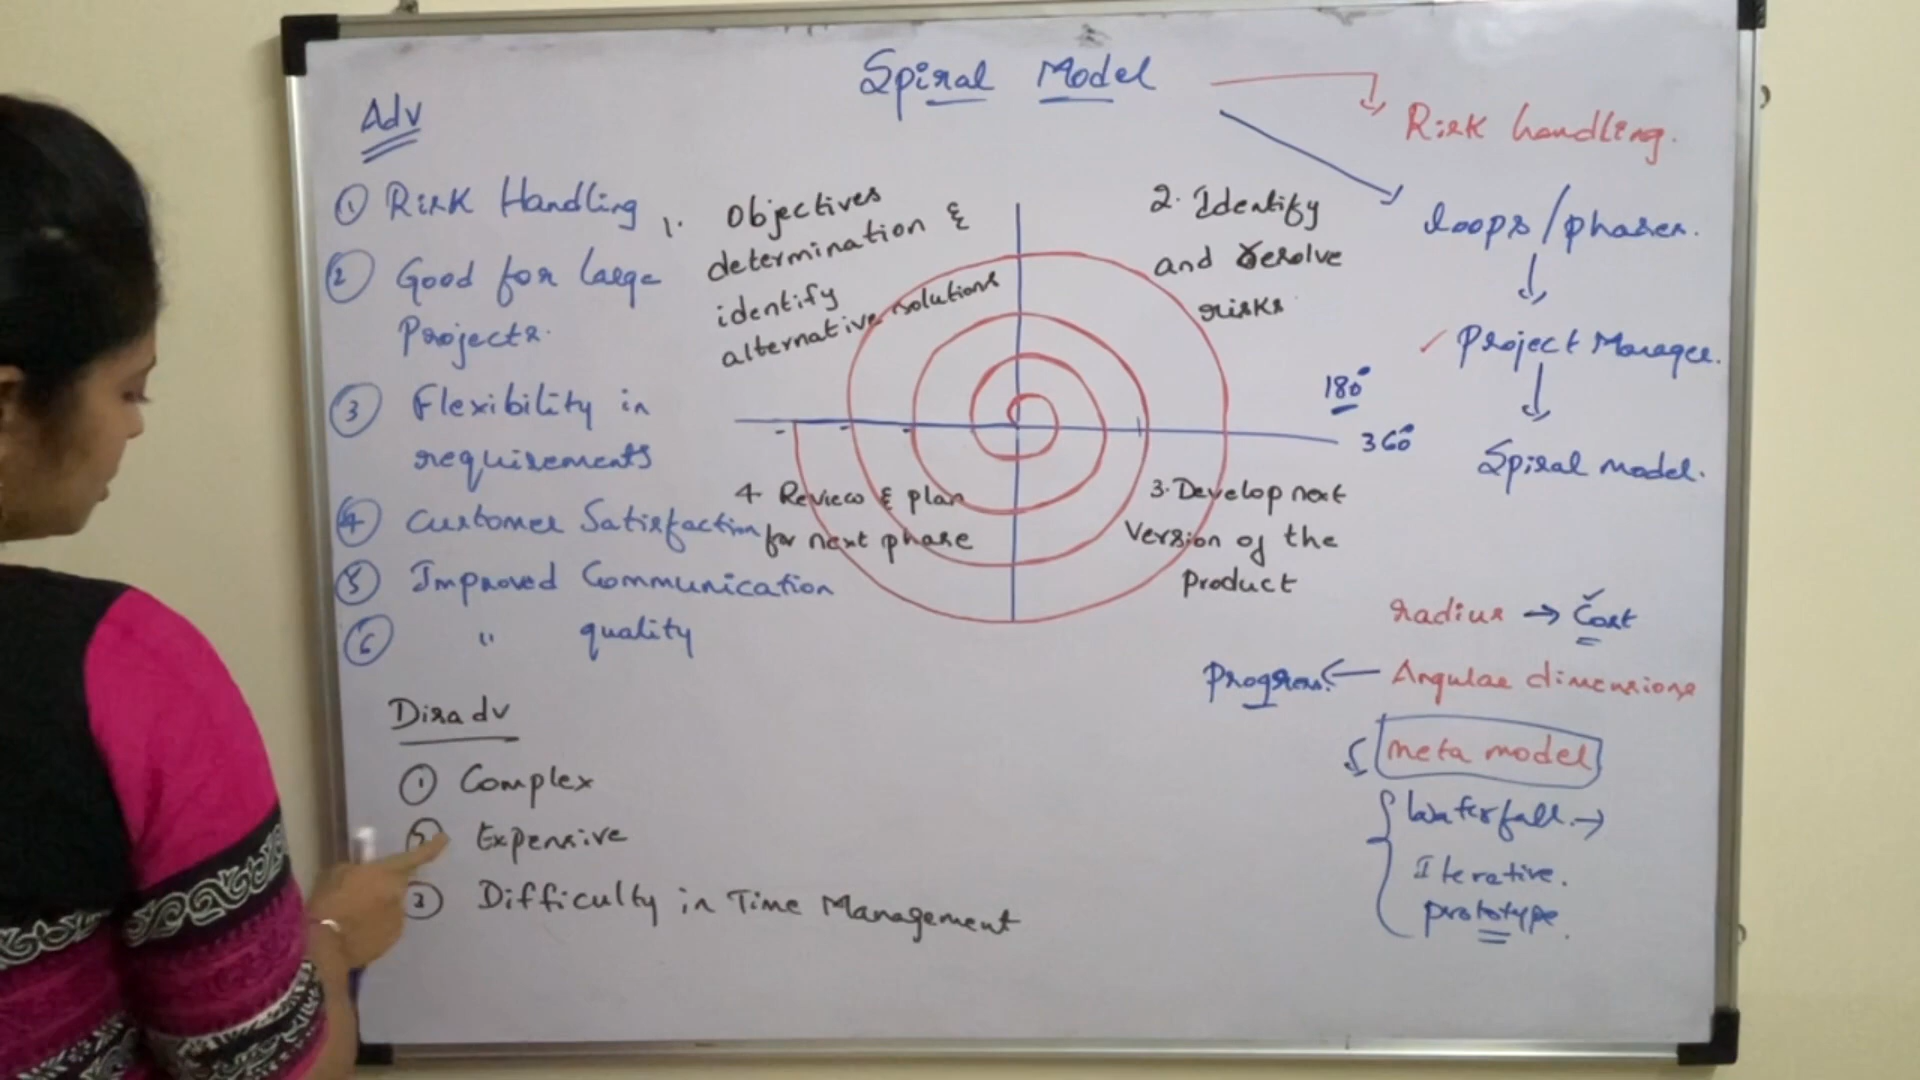 Spiral Model
Adv
① Risk Handling
② Good for large
Projects.
③ Flexibility in
requirements
④ Customer Satisfaction
⑤ Improved Communication
⑥ " quality
Disadv
① Complex
② Expensive
③ Difficulty in Time Management
1. Objectives
determination &
identify
alternative solutions
2. Identify
and resolve
risks
3. Develop next
Version of the
Product
4 Review & plan
for next phase
180°
360°
Risk handling.
loops/phases.
✓ Project Manager.
Spiral model.
radius → Cost
Progress. ← Angular dimensions
meta model
Waterfall. →
Iterative.
prototype.